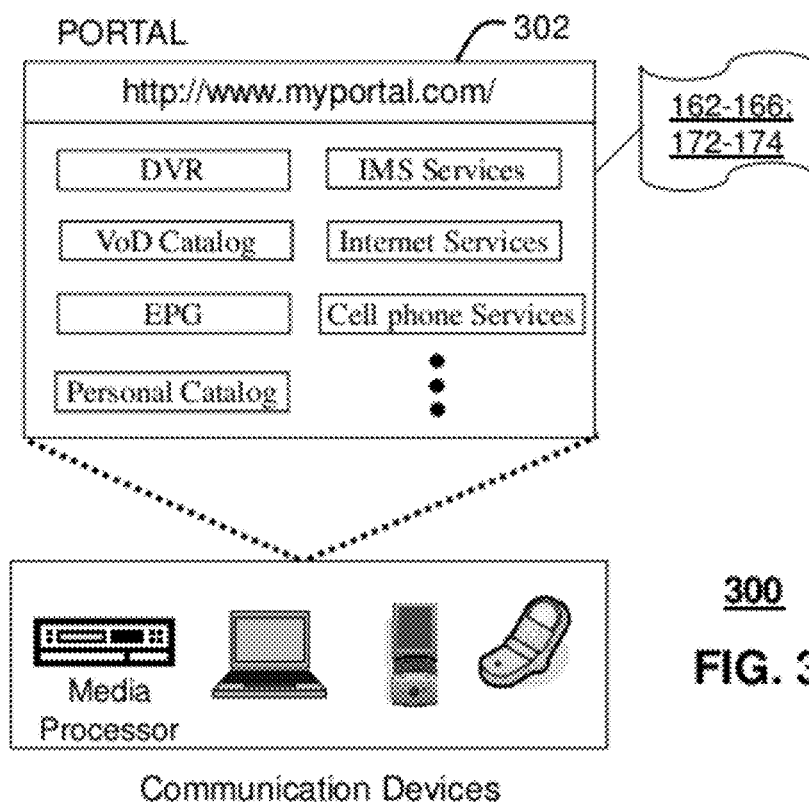 PORTAL
302
http://www.myportal.com/
162-166;
172-174
DVR
IMS Services
VoD Catalog
Internet Services
EPG
Cell phone Services
Personal Catalog
300
FIG. 3
Media
Processor
Communication Devices